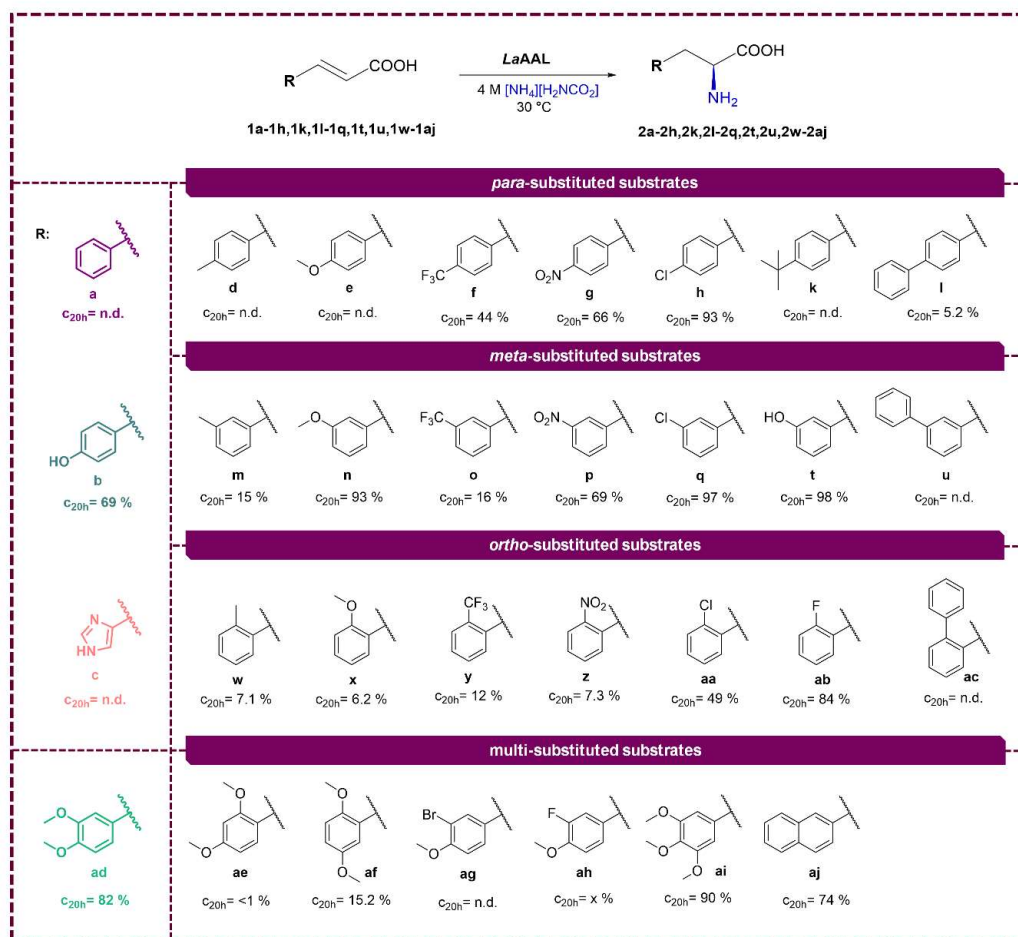 LaAAL
R
COOH
4 M [NH4][H2NCO2]
30 °C
R
COOH
NH2
1a-1h,1k,1l-1q,1t,1u,1w-1aj
2a-2h,2k,2l-2q,2t,2u,2w-2aj
para-substituted substrates
R:
a
c20h= n.d.
d
c20h= n.d.
O
e
c20h= n.d.
F3C
f
c20h= 44 %
NO2
g
c20h= 66 %
Cl
h
c20h= 93 %
k
c20h= n.d.
l
c20h= 5.2 %
meta-substituted substrates
HO
b
c20h= 69 %
m
c20h= 15 %
O
n
c20h= 93 %
F3C
o
c20h= 16 %
NO2
p
c20h= 69 %
Cl
q
c20h= 97 %
HO
t
c20h= 98 %
u
c20h= n.d.
ortho-substituted substrates
N
HN
c
c20h= n.d.
w
c20h= 7.1 %
O
x
c20h= 6.2 %
CF3
y
c20h= 12 %
NO2
z
c20h= 7.3 %
Cl
aa
c20h= 49 %
F
ab
c20h= 84 %
ac
c20h= n.d.
multi-substituted substrates
O
O
ad
c20h= 82 %
O
O
ae
c20h= <1 %
O
O
af
c20h= 15.2 %
Br
O
ag
c20h= n.d.
F
O
ah
c20h= x %
O
O
O
ai
c20h= 90 %
aj
c20h= 74 %